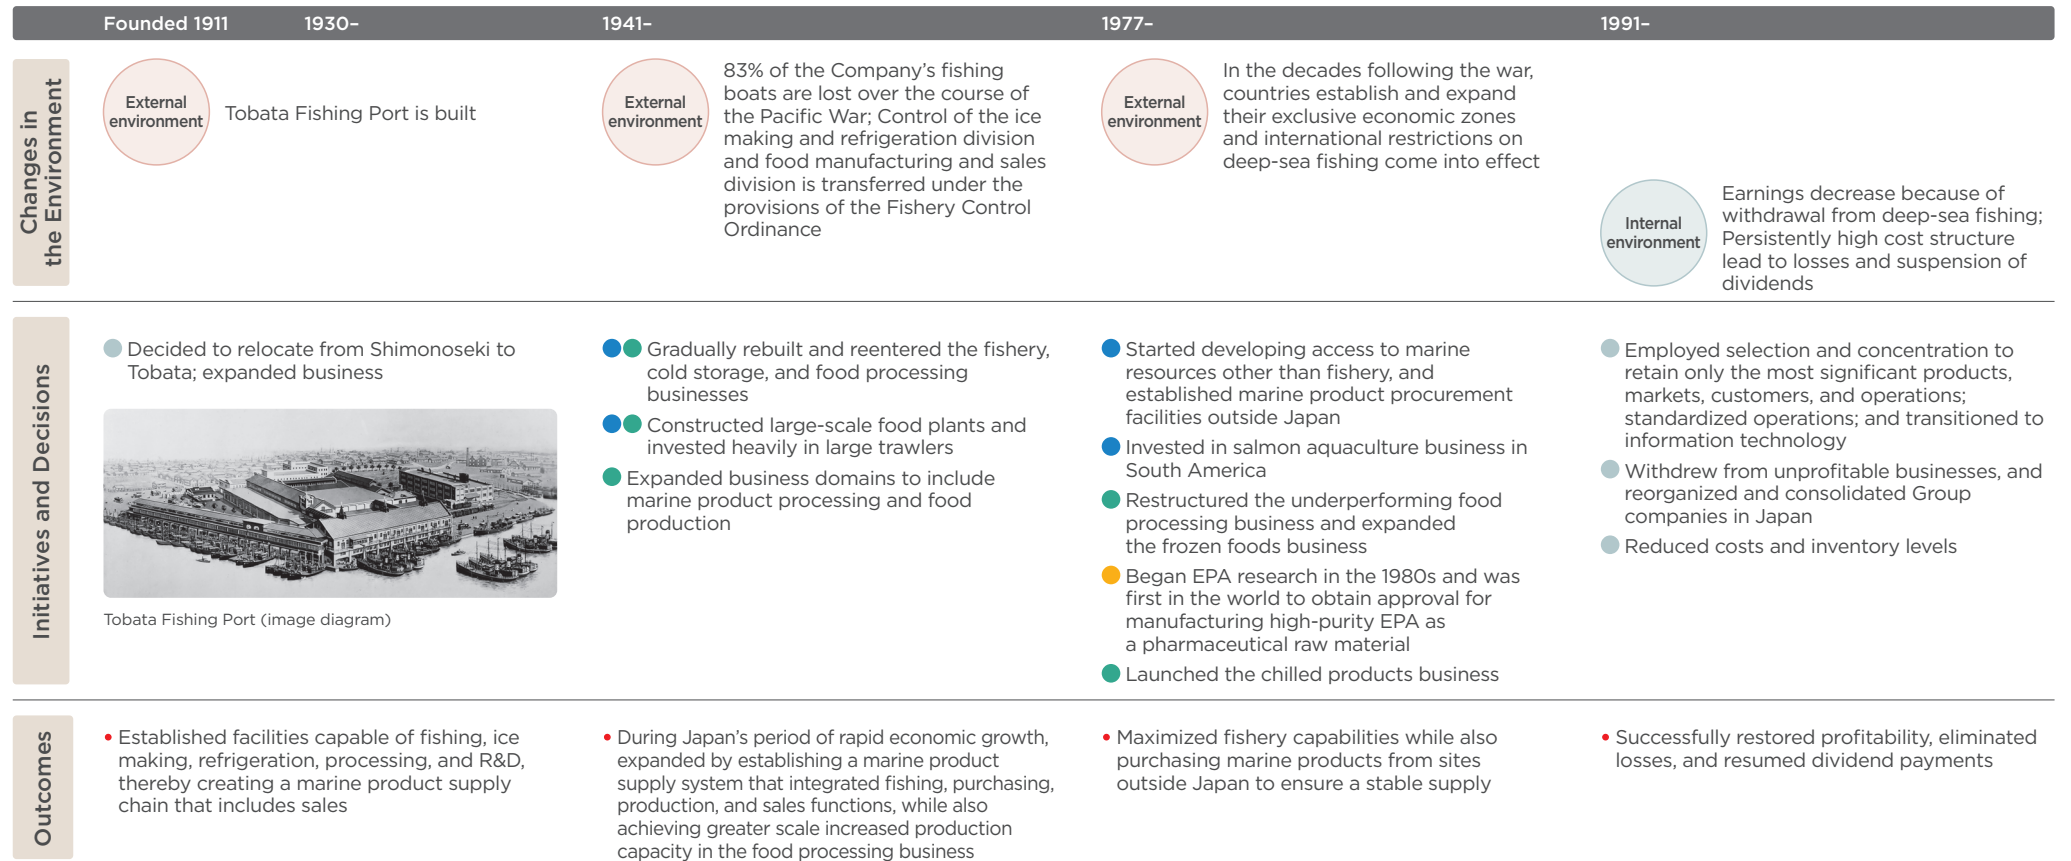 Founded 1911
1930–
1941–
1977–
1991–
Changes in
the Environment
External
environment
Tobata Fishing Port is built
External
environment
83% of the Company’s fishing
boats are lost over the course of
the Pacific War; Control of the ice
making and refrigeration division
and food manufacturing and sales
division is transferred under the
provisions of the Fishery Control
Ordinance
External
environment
In the decades following the war,
countries establish and expand
their exclusive economic zones
and international restrictions on
deep-sea fishing come into effect
Internal
environment
Earnings decrease because of
withdrawal from deep-sea fishing;
Persistently high cost structure
lead to losses and suspension of
dividends
Initiatives and Decisions
Decided to relocate from Shimonoseki to
Tobata; expanded business
Tobata Fishing Port (image diagram)
Gradually rebuilt and reentered the fishery,
cold storage, and food processing
businesses
Constructed large-scale food plants and
invested heavily in large trawlers
Expanded business domains to include
marine product processing and food
production
Started developing access to marine
resources other than fishery, and
established marine product procurement
facilities outside Japan
Invested in salmon aquaculture business in
South America
Restructured the underperforming food
processing business and expanded
the frozen foods business
Began EPA research in the 1980s and was
first in the world to obtain approval for
manufacturing high-purity EPA as
a pharmaceutical raw material
Launched the chilled products business
Employed selection and concentration to
retain only the most significant products,
markets, customers, and operations;
standardized operations; and transitioned to
information technology
Withdrew from unprofitable businesses, and
reorganized and consolidated Group
companies in Japan
Reduced costs and inventory levels
Outcomes
• Established facilities capable of fishing, ice
making, refrigeration, processing, and R&D,
thereby creating a marine product supply
chain that includes sales
• During Japan’s period of rapid economic growth,
expanded by establishing a marine product
supply system that integrated fishing, purchasing,
production, and sales functions, while also
achieving greater scale increased production
capacity in the food processing business
• Maximized fishery capabilities while also
purchasing marine products from sites
outside Japan to ensure a stable supply
• Successfully restored profitability, eliminated
losses, and resumed dividend payments